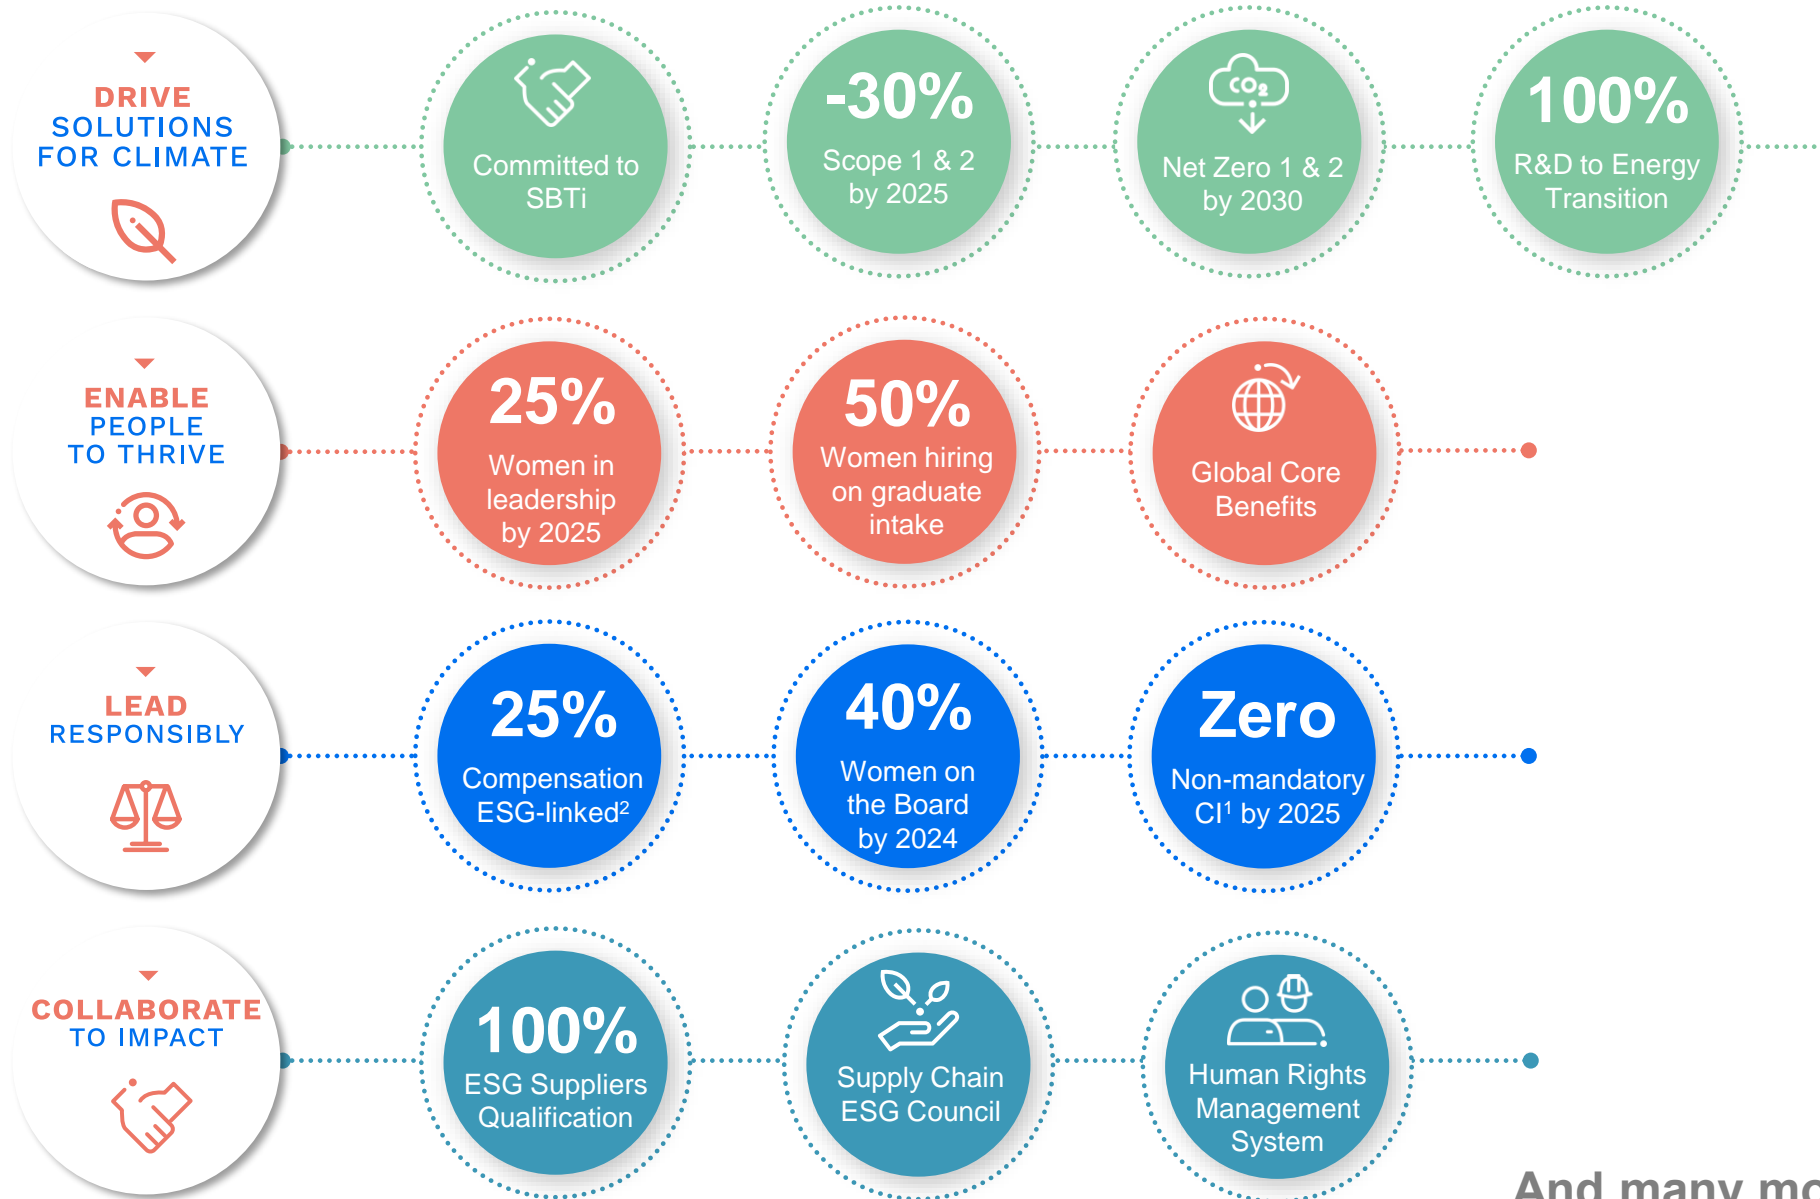 DRIVE
SOLUTIONS
FOR CLIMATE
Committed to
SBTi
-30%
Scope 1 & 2
by 2025
CO₂
Net Zero 1 & 2
by 2030
100%
R&D to Energy
Transition
ENABLE
PEOPLE
TO THRIVE
25%
Women in
leadership
by 2025
50%
Women hiring
on graduate
intake
Global Core
Benefits
LEAD
RESPONSIBLY
25%
Compensation
ESG-linked²
40%
Women on
the Board
by 2024
Zero
Non-mandatory
CI¹ by 2025
COLLABORATE
TO IMPACT
100%
ESG Suppliers
Qualification
Supply Chain
ESG Council
Human Rights
Management
System
And many